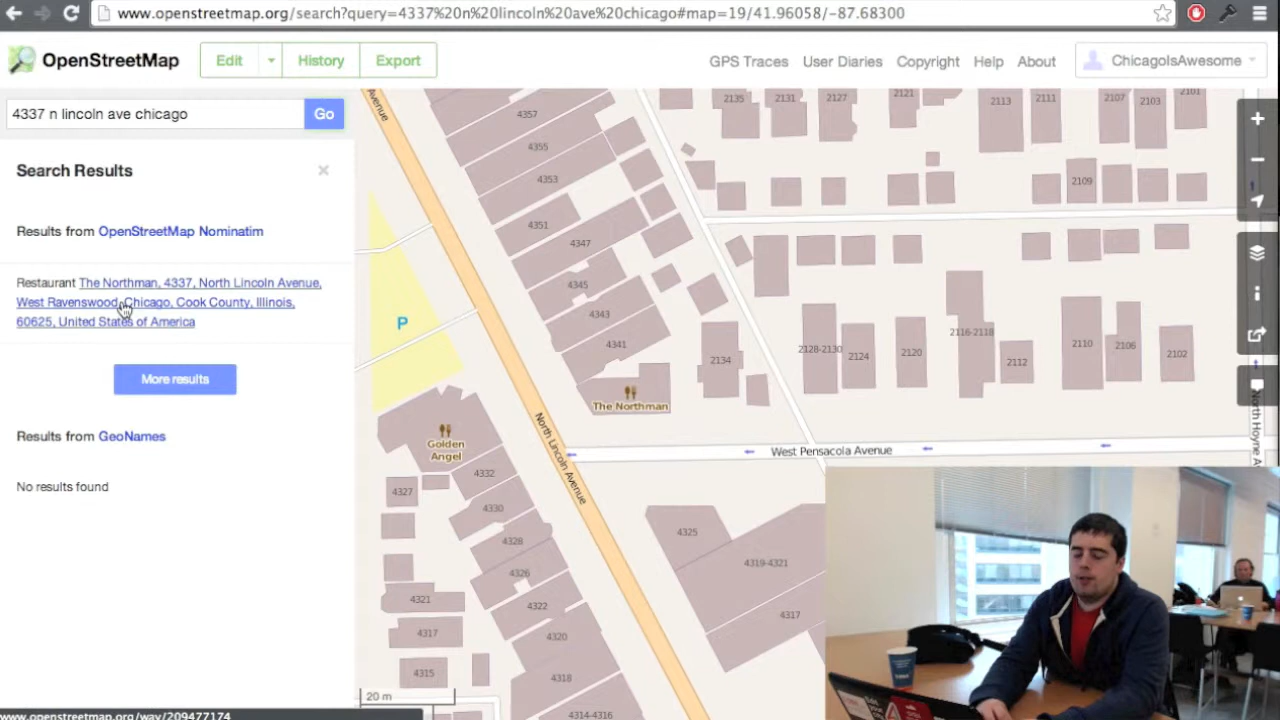 www.openstreetmap.org/search?query=4337%20n%20lincoln%20ave%20chicago#map=19/41.96058/-87.68300
OpenStreetMap
Edit
History
Export
GPS Traces
User Diaries
Copyright
Help
About
ChicagoIsAwesome
4337 n lincoln ave chicago
Go
Search Results
Results from OpenStreetMap Nominatim
Restaurant The Northman, 4337, North Lincoln Avenue,
West Ravenswood, Chicago, Cook County, Illinois,
60625, United States of America
More results
Results from GeoNames
No results found
www.openstreetmap.org/way/209477174
Avenue
4357
4355
4353
4351
4347
4345
4343
4341
The Northman
P
Golden
Angel
North Lincoln Avenue
4332
4327
4330
4328
4326
4321
4322
4317
4320
4315
4318
4314-4316
20 m
2135
2131
2127
2121
2113
2111
2107
2103
2101
2109
2134
2128-2130
2124
2120
2116-2118
2112
2110
2106
2102
West Pensacola Avenue
North Hoyne A
4325
4319-4321
4317